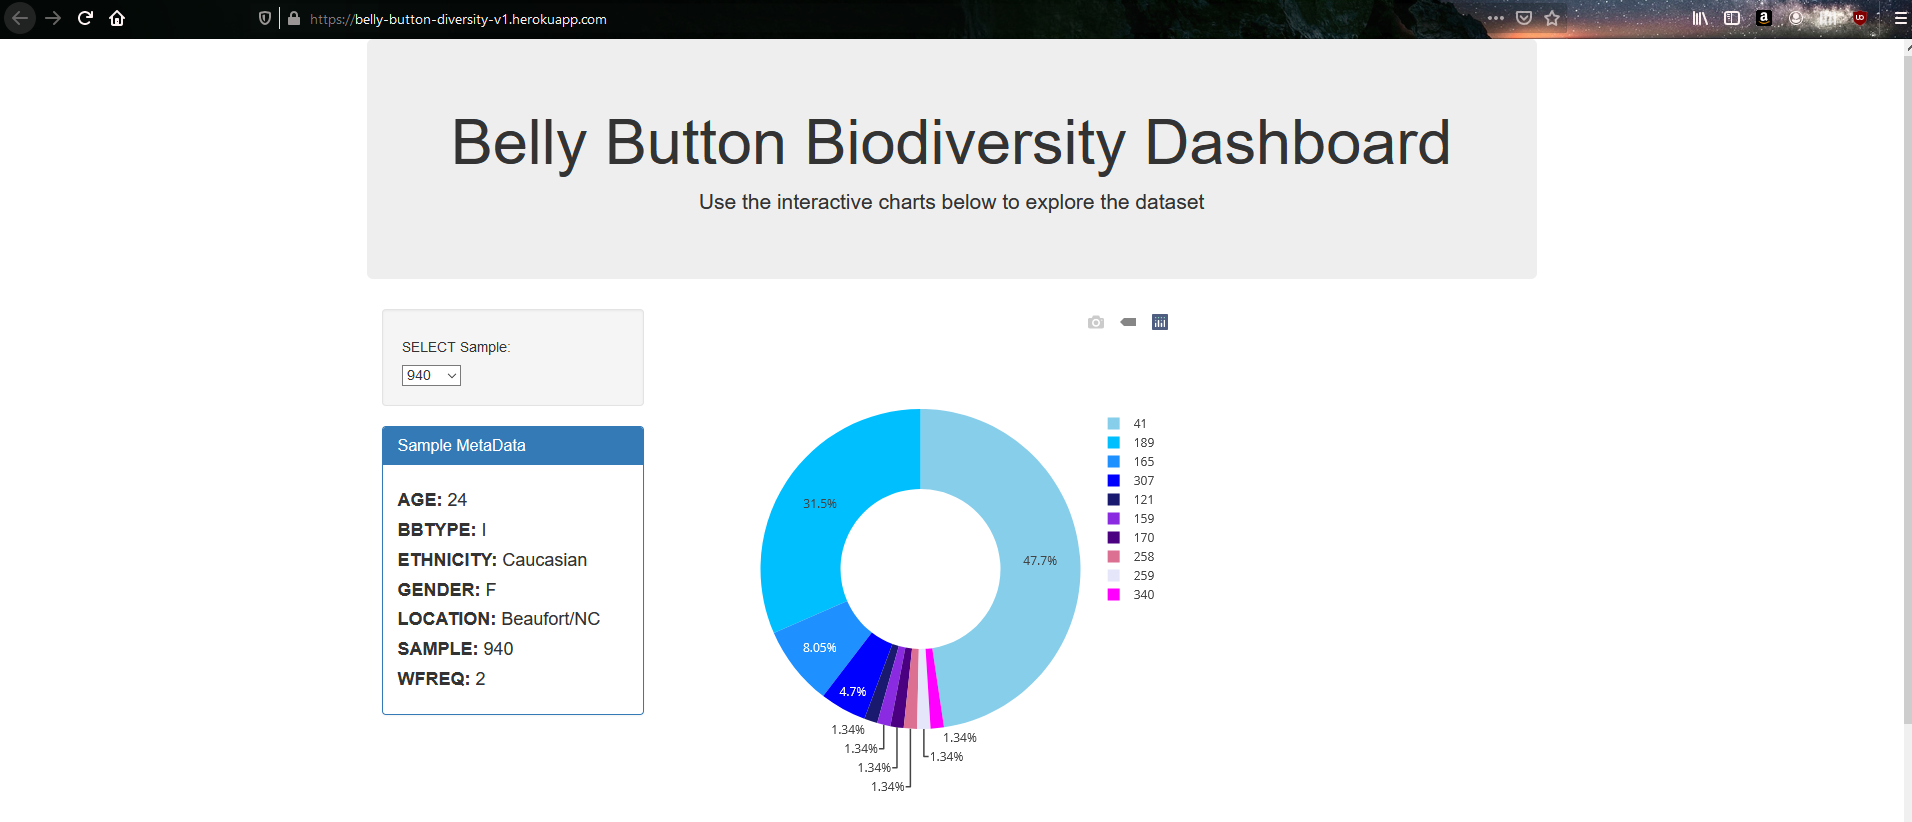 https://belly-button-diversity-v1.herokuapp.com
Belly Button Biodiversity Dashboard
Use the interactive charts below to explore the dataset
SELECT Sample:
940
Sample MetaData
AGE: 24
BBTYPE: I
ETHNICITY: Caucasian
GENDER: F
LOCATION: Beaufort/NC
SAMPLE: 940
WFREQ: 2
31.5%
47.7%
8.05%
4.7%
1.34%
1.34%
1.34%
1.34%
1.34%
1.34%
41
189
165
307
121
159
170
258
259
340